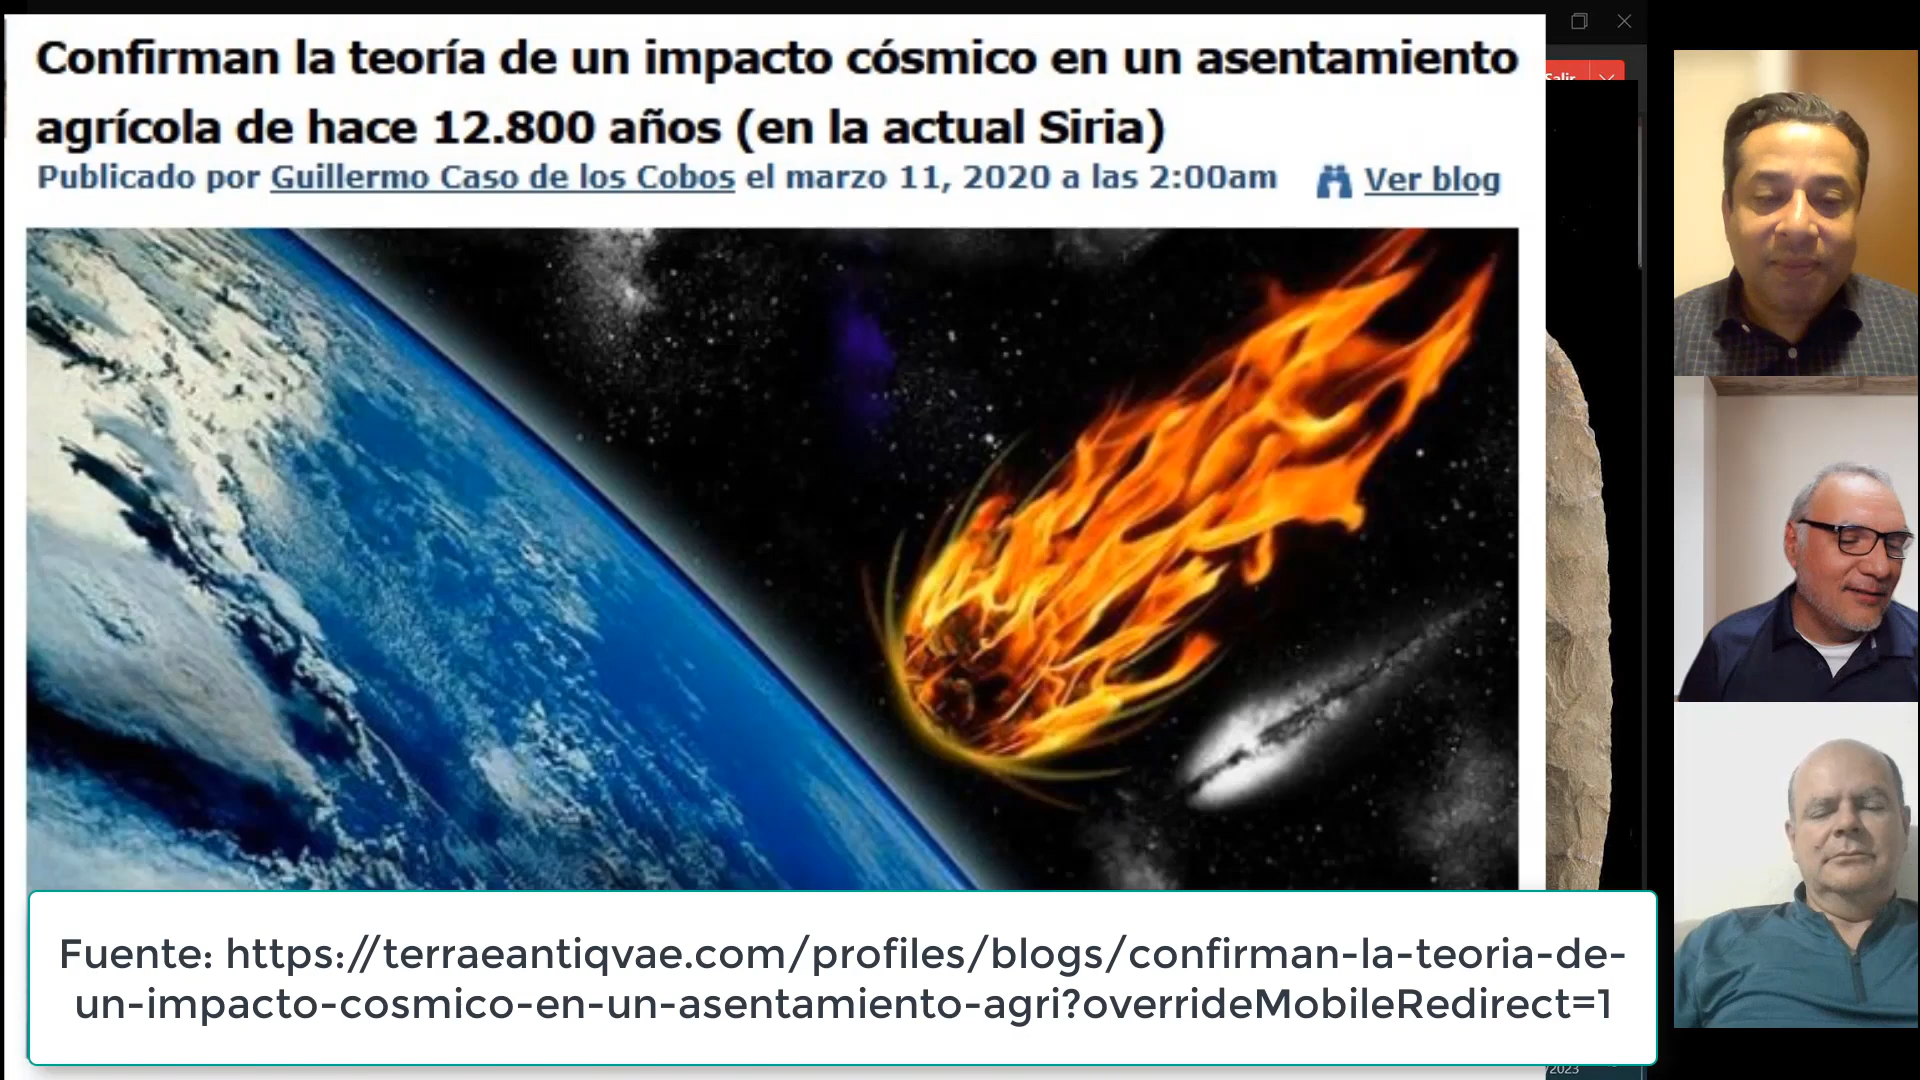 Confirman la teoría de un impacto cósmico en un asentamiento
agrícola de hace 12.800 años (en la actual Siria)
Publicado por Guillermo Caso de los Cobos el marzo 11, 2020 a las 2:00am Ver blog
Salir
Fuente: https://terraeantiqvae.com/profiles/blogs/confirman-la-teoria-de-
un-impacto-cosmico-en-un-asentamiento-agri?overrideMobileRedirect=1
/2023